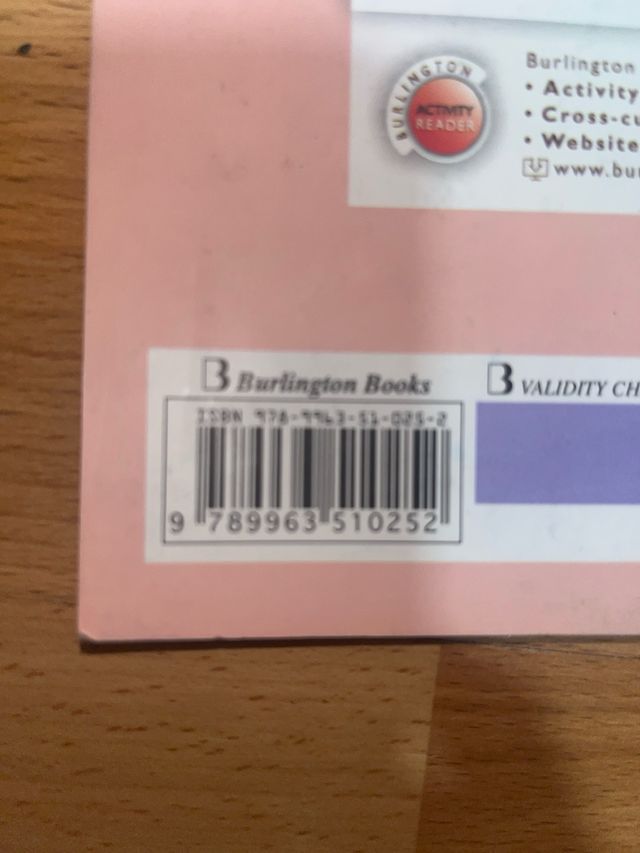 BURLINGTON
ACTIVITY
READER
Burlington
• Activity
• Cross-cu
• Website
www.bur
B Burlington Books
B VALIDITY CH
ISBN 978-9963-51-025-2
9 789963 510252